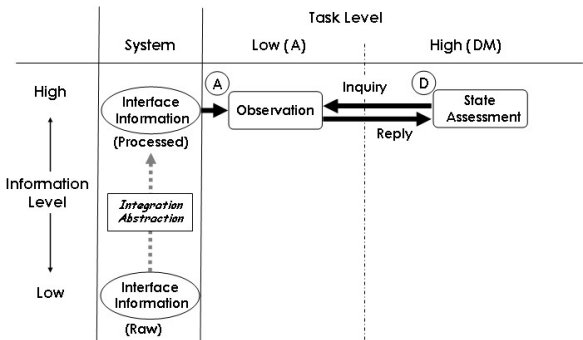 Task Level
System
Low (A)
High (DM)
High
A
Inquiry
D
Interface
Information
(Processed)
Observation
State
Assessment
Reply
Information
Level
Integration
Abstraction
Low
Interface
Information
(Raw)